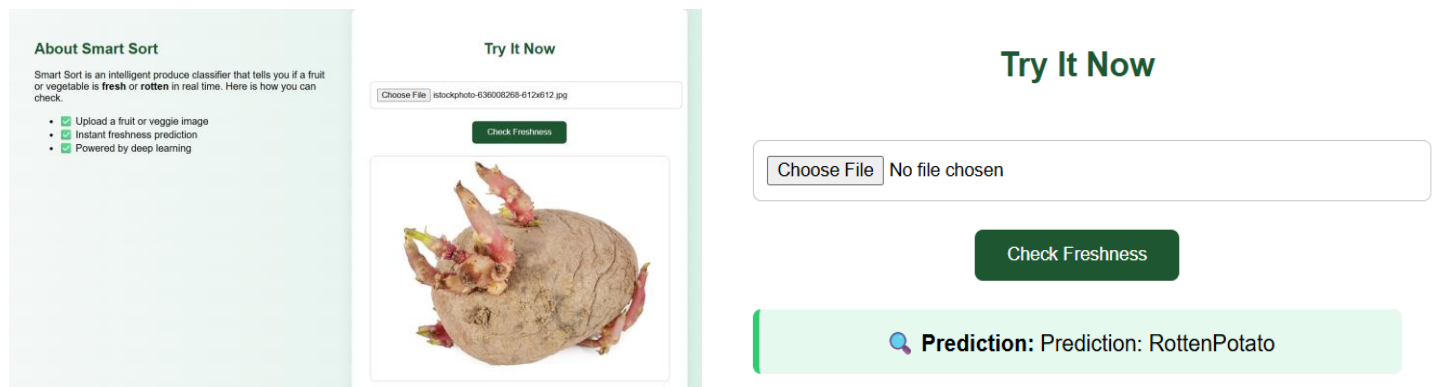 About Smart Sort
Smart Sort is an intelligent produce classifier that tells you if a fruit
or vegetable is fresh or rotten in real time. Here is how you can
check.
• ✅ Upload a fruit or veggie image
• ✅ Instant freshness prediction
• ✅ Powered by deep learning
Try It Now
Choose File istockphoto-636008268-612x612.jpg
Check Freshness
Try It Now
Choose File No file chosen
Check Freshness
🔍 Prediction: Prediction: RottenPotato